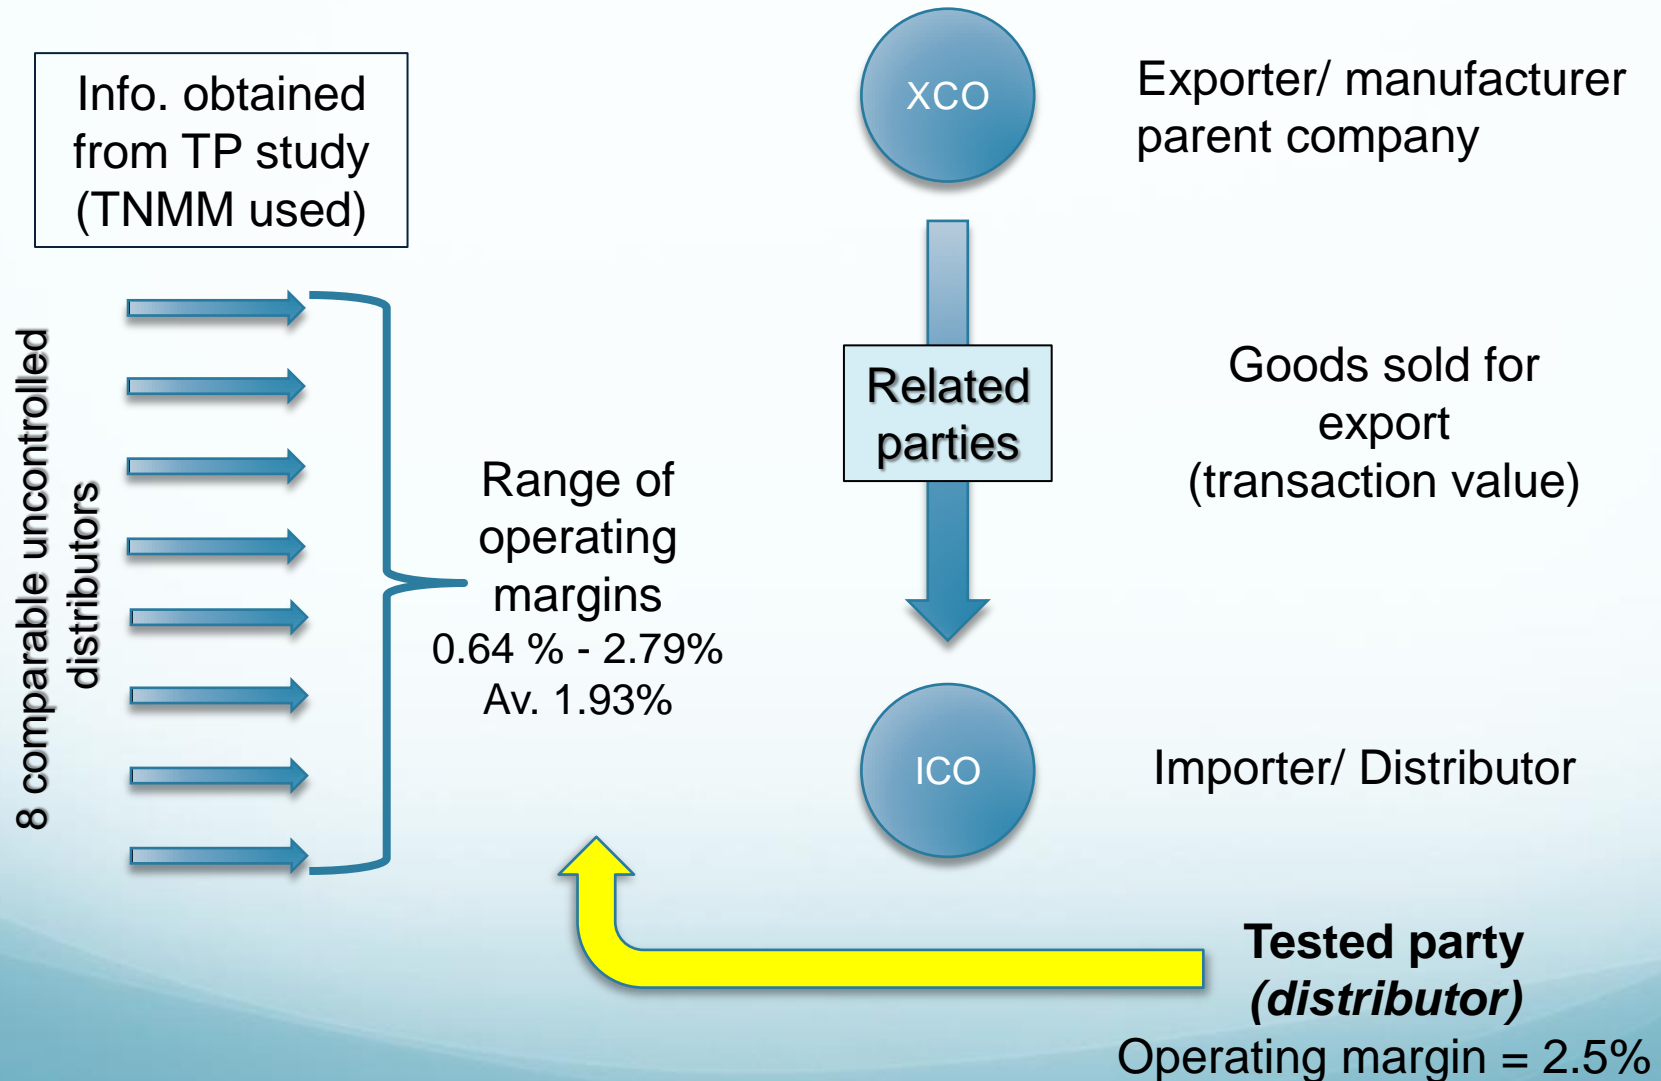 Info. obtained
from TP study
(TNMM used)
8 comparable uncontrolled
distributors
Range of
operating
margins
0.64 % - 2.79%
Av. 1.93%
XCO
Exporter/ manufacturer
parent company
Related
parties
Goods sold for
export
(transaction value)
ICO
Importer/ Distributor
Tested party
(distributor)
Operating margin = 2.5%